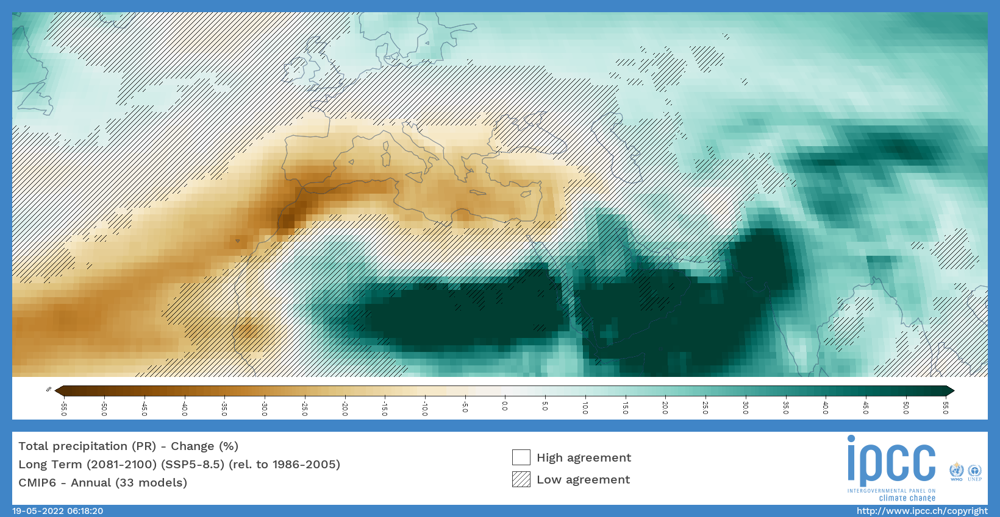 %
-55.0 -50.0 -45.0 -40.0 -35.0 -30.0 -25.0 -20.0 -15.0 -10.0 -5.0 0.0 5.0 10.0 15.0 20.0 25.0 30.0 35.0 40.0 45.0 50.0 55.0
Total precipitation (PR) - Change (%)
Long Term (2081-2100) (SSP5-8.5) (rel. to 1986-2005)
CMIP6 - Annual (33 models)
High agreement
Low agreement
ipcc
INTERGOVERNMENTAL PANEL ON
climate change
WMO
UNEP
19-05-2022 06:18:20
http://www.ipcc.ch/copyright